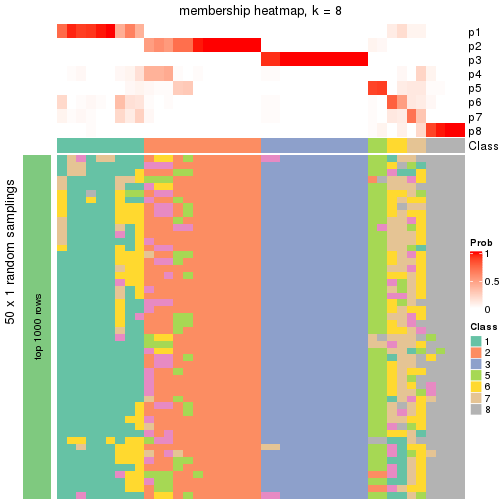 membership heatmap, k = 8
p1
p2
p3
p4
p5
p6
p7
p8
Class
50 x 1 random samplings
top 1000 rows
Prob
1
0.5
0
Class
1
2
3
4
5
6
7
8